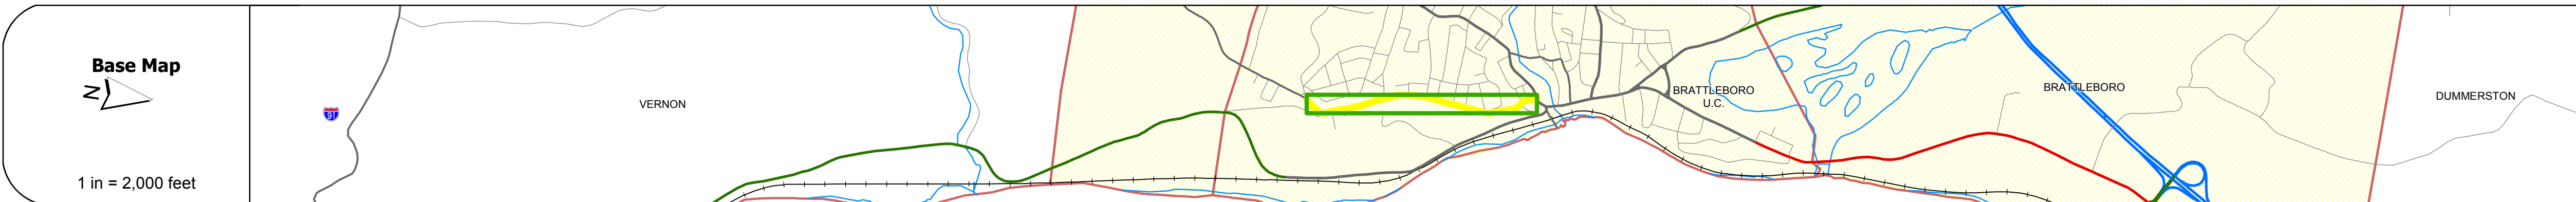 Base Map
N
1 in = 2,000 feet
91
VERNON
BRATTLEBORO
U.C.
BRATTLEBORO
DUMMERSTON